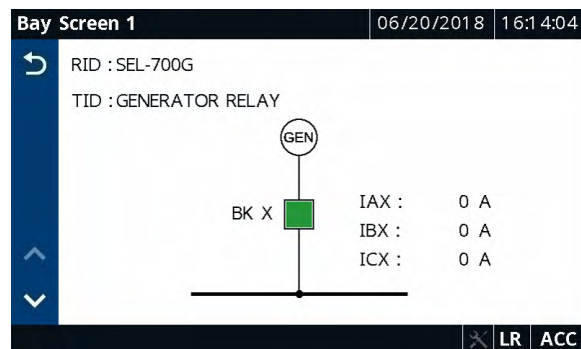 Bay Screen 1 06/20/2018 16:14:04
RID : SEL-700G
TID : GENERATOR RELAY
GEN
BK X
IAX : 0 A
IBX : 0 A
ICX : 0 A
LR ACC